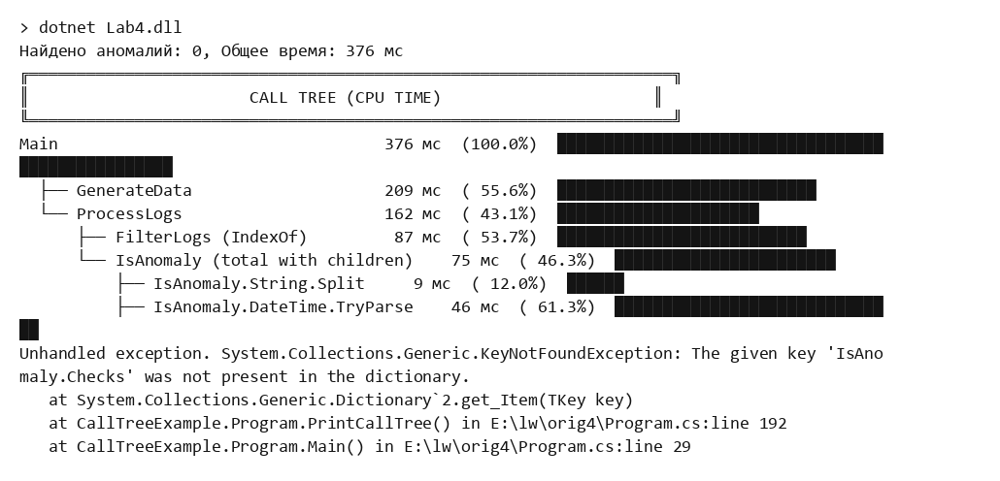 > dotnet Lab4.dll
Найдено аномалий: 0, Общее время: 376 мс
CALL TREE (CPU TIME)
Main 376 мс (100.0%)
├── GenerateData 209 мс ( 55.6%)
└── ProcessLogs 162 мс ( 43.1%)
├── FilterLogs (IndexOf) 87 мс ( 53.7%)
└── IsAnomaly (total with children) 75 мс ( 46.3%)
├── IsAnomaly.String.Split 9 мс ( 12.0%)
├── IsAnomaly.DateTime.TryParse 46 мс ( 61.3%)
Unhandled exception. System.Collections.Generic.KeyNotFoundException: The given key 'IsAno
maly.Checks' was not present in the dictionary.
at System.Collections.Generic.Dictionary`2.get_Item(TKey key)
at CallTreeExample.Program.PrintCallTree() in E:\lw\orig4\Program.cs:line 192
at CallTreeExample.Program.Main() in E:\lw\orig4\Program.cs:line 29